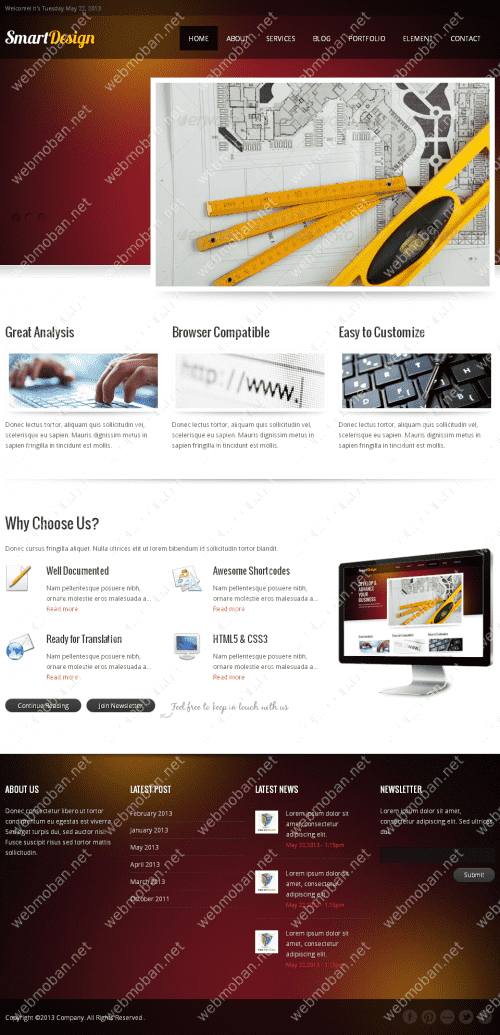 Welcome! It's Tuesday May 22, 2013
SmartDesign
HOME ABOUT SERVICES BLOG PORTFOLIO ELEMENT CONTACT
Great Analysis
Browser Compatible
Easy to Customize
http://www.
Donec lectus tortor, aliquam quis sollicitudin vel,
scelerisque eu sapien. Mauris dignissim metus in
sapien fringilla in tincidunt est mollis.
Donec lectus tortor, aliquam quis sollicitudin vel,
scelerisque eu sapien. Mauris dignissim metus in
sapien fringilla in tincidunt est mollis.
Donec lectus tortor, aliquam quis sollicitudin vel,
scelerisque eu sapien. Mauris dignissim metus in
sapien fringilla in tincidunt est mollis.
Why Choose Us?
Donec cursus fringilla aliquet. Nulla ultrices elit ut lorem bibendum id sollicitudin tortor blandit.
Well Documented
Nam pellentesque posuere nibh,
ornare molestie eros malesuada a...
Read more
Awesome Shortcodes
Nam pellentesque posuere nibh,
ornare molestie eros malesuada a...
Read more
Ready for Translation
Nam pellentesque posuere nibh,
ornare molestie eros malesuada a...
Read more
HTML5 & CSS3
Nam pellentesque posuere nibh,
ornare molestie eros malesuada a...
Read more
SmartDesign
DEVELOP &
ADVANCE
YOUR
BUSINESS
Continue Reading
Join Newsletter
Feel free to keep in touch with us
ABOUT US
Donec consectetur libero ut tortor
condimentum eu egestas est viverra.
Sed eget turpis dui, sed auctor nisi.
Fusce suscipit risus sed tortor mattis
sollicitudin.
LATEST POST
February 2013
January 2013
May 2013
April 2013
March 2013
October 2011
LATEST NEWS
Lorem ipsum dolor sit
amet, consectetur
adipiscing elit.
May 22,2013 - 1:15pm
Lorem ipsum dolor sit
amet, consectetur
adipiscing elit.
May 22,2013 - 1:15pm
Lorem ipsum dolor sit
amet, consectetur
adipiscing elit.
May 22,2013 - 1:15pm
NEWSLETTER
Lorem ipsum dolor sit amet,
consectetur adipiscing elit. Sed ultrices
dui.
Submit
Copyright ©2013 Company. All Rights Reserved .
webmoban.net